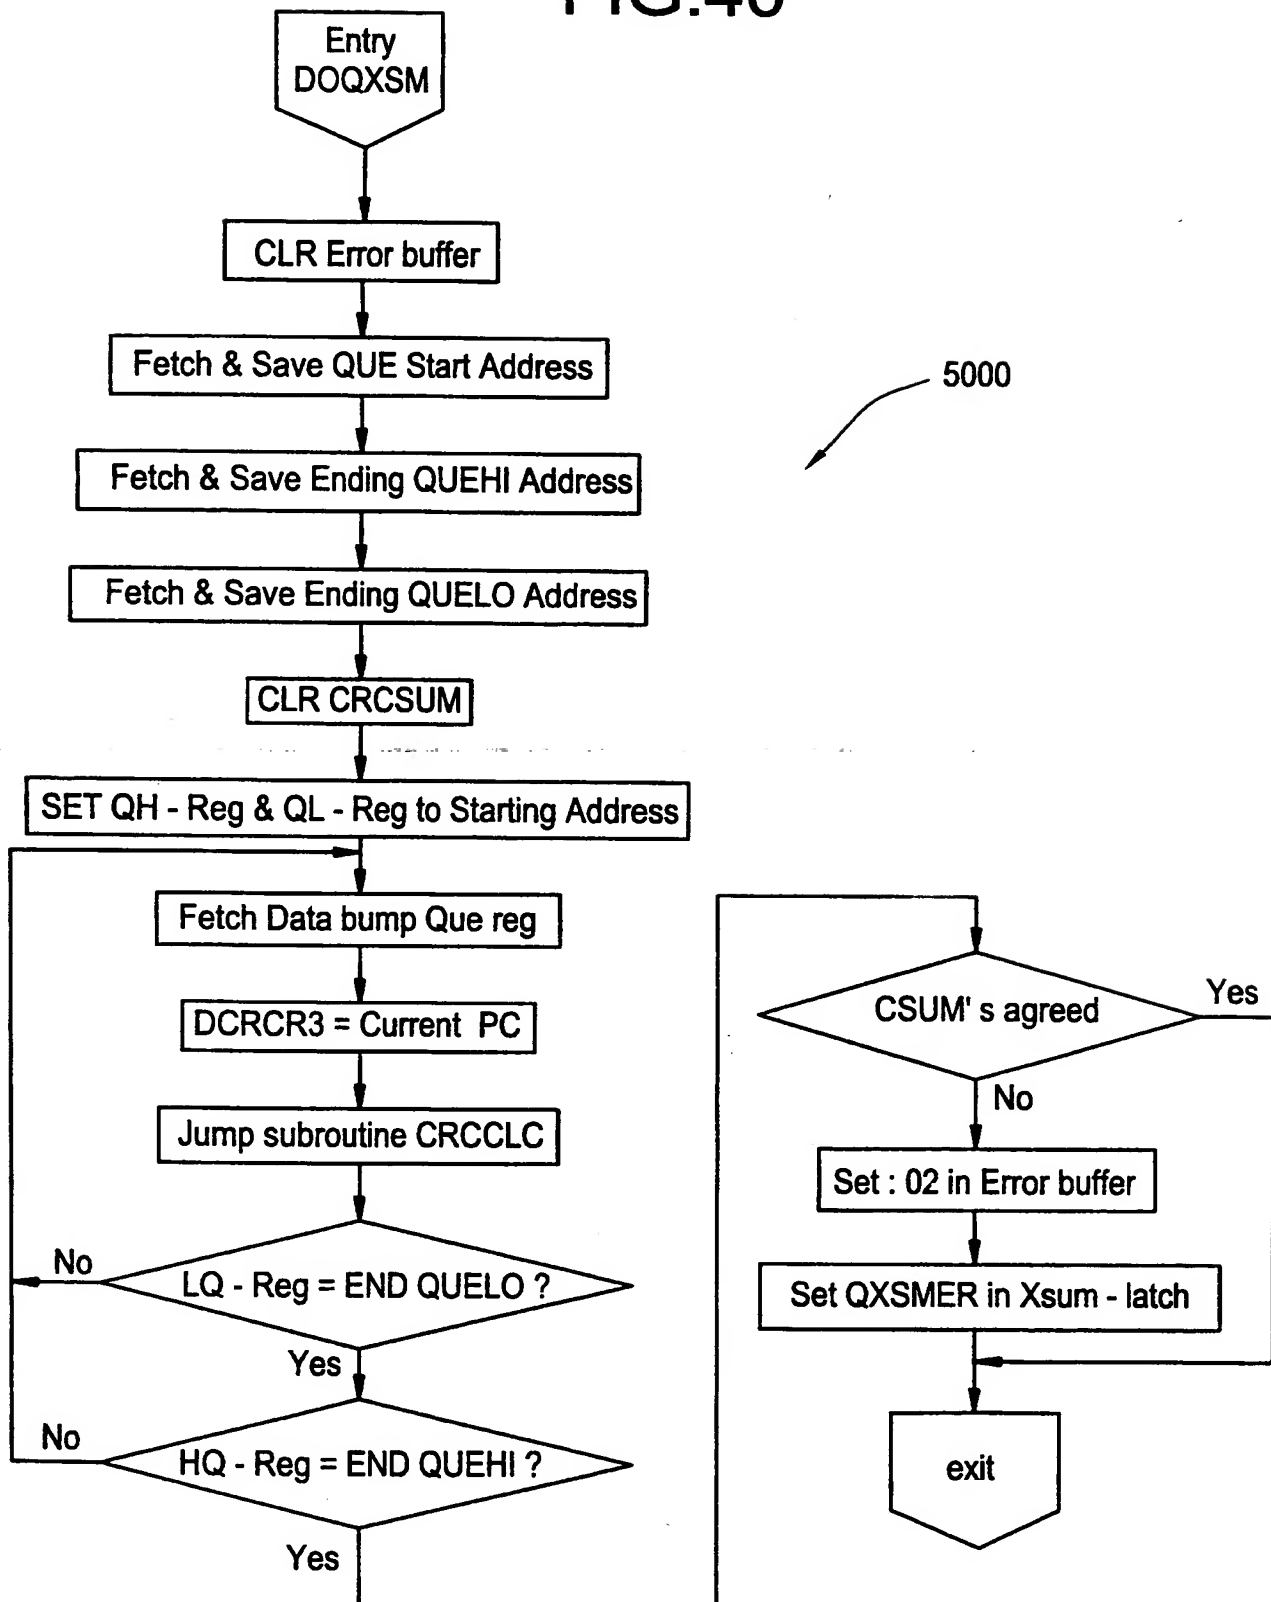 Entry
DOQXSM
CLR Error buffer
Fetch & Save QUE Start Address
5000
Fetch & Save Ending QUEHI Address
Fetch & Save Ending QUELO Address
CLR CRCSUM
SET QH - Reg & QL - Reg to Starting Address
Fetch Data bump Que reg
DCRCR3 = Current PC
Jump subroutine CRCCLC
LQ - Reg = END QUELO ?
No
Yes
HQ - Reg = END QUEHI ?
No
Yes
CSUM' s agreed
Yes
No
Set : 02 in Error buffer
Set QXSMER in Xsum - latch
exit